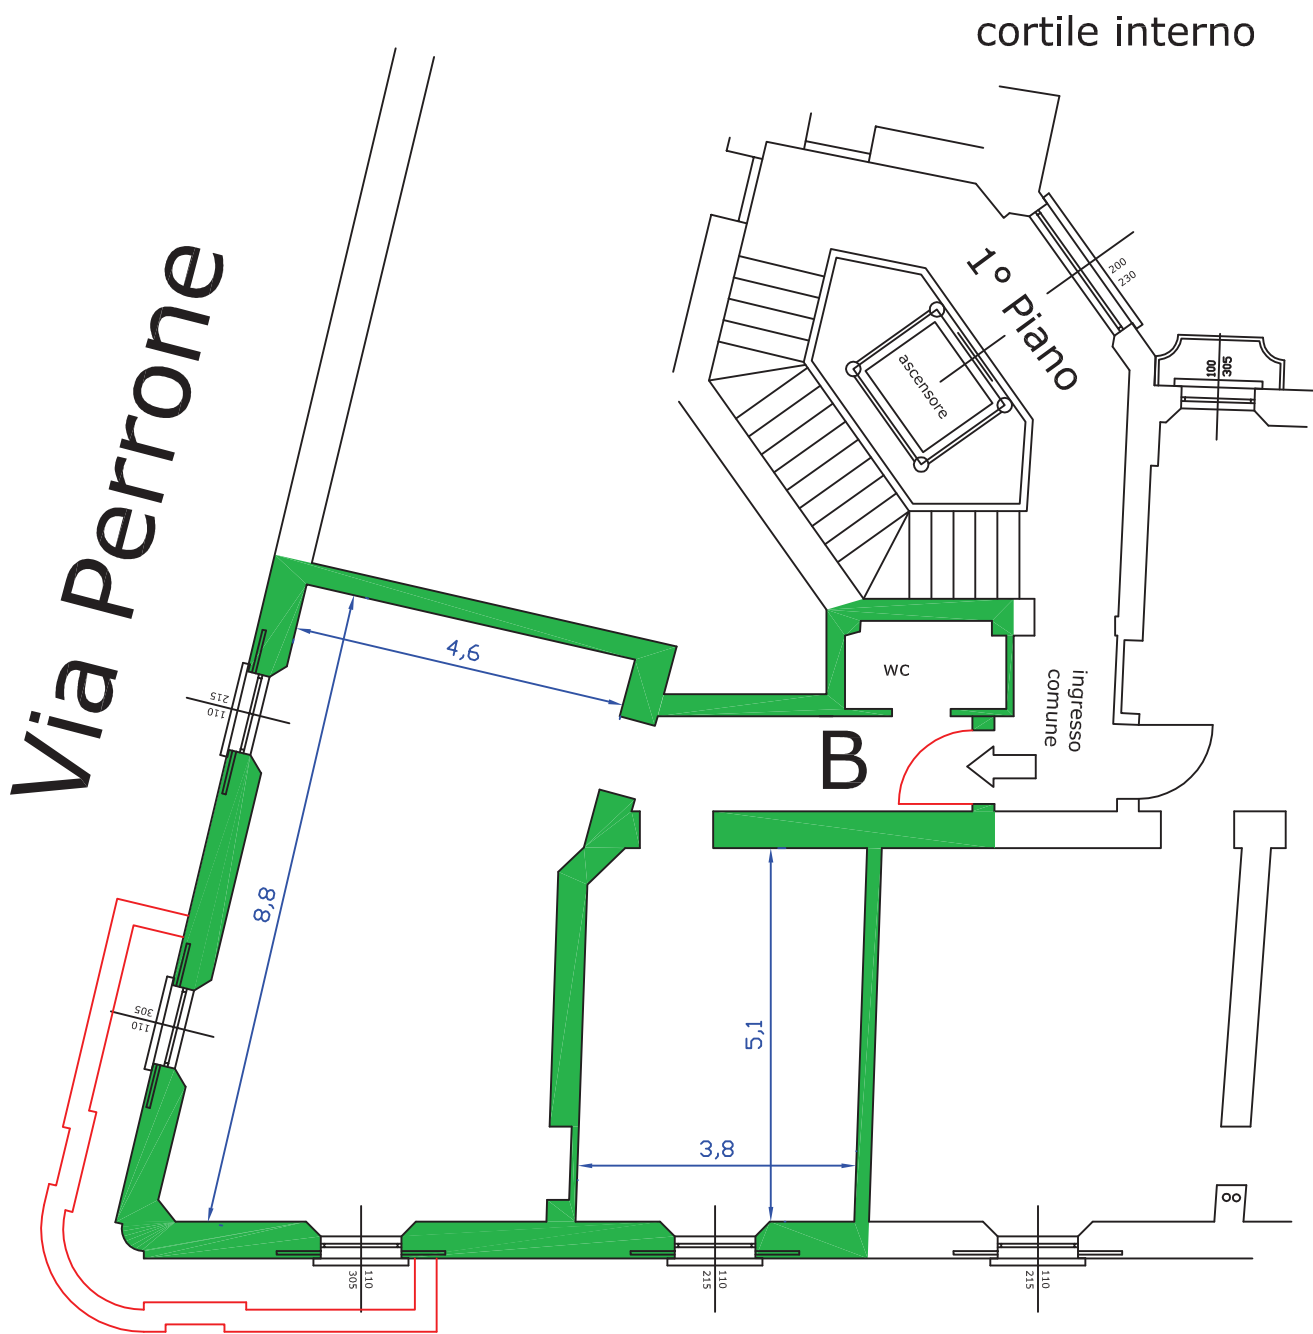 cortile interno
Via Perrone
1° Piano
200
230
100
305
ascensore
4,6
215
110
wc
ingresso
comune
B
8,8
305
110
5,1
3,8
305
110
215
110
215
110